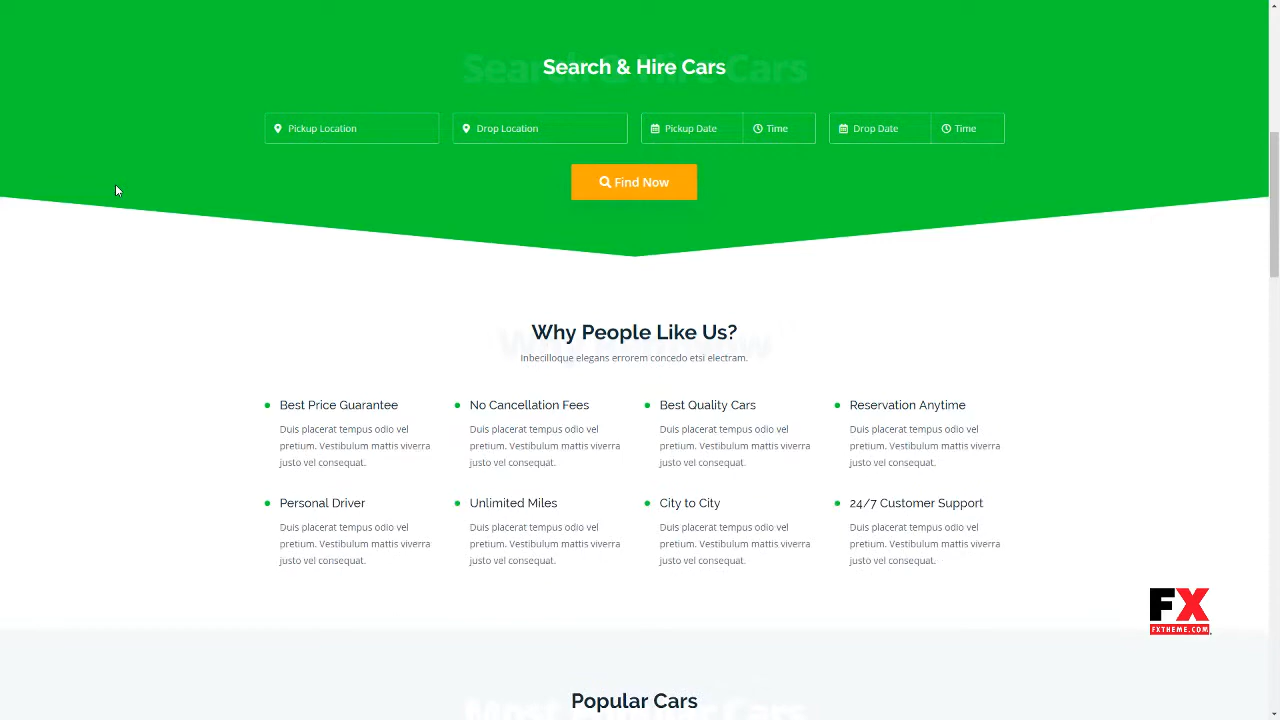 Search & Hire Cars
Search & Hire Cars
Pickup Location
Drop Location
Pickup Date
Time
Drop Date
Time
Find Now
Why People Like Us?
Inbecilloque elegans errorem concedo etsi electram.
Best Price Guarantee
No Cancellation Fees
Best Quality Cars
Reservation Anytime
Duis placerat tempus odio vel
pretium. Vestibulum mattis viverra
justo vel consequat.
Duis placerat tempus odio vel
pretium. Vestibulum mattis viverra
justo vel consequat.
Duis placerat tempus odio vel
pretium. Vestibulum mattis viverra
justo vel consequat.
Duis placerat tempus odio vel
pretium. Vestibulum mattis viverra
justo vel consequat.
Personal Driver
Unlimited Miles
City to City
24/7 Customer Support
Duis placerat tempus odio vel
pretium. Vestibulum mattis viverra
justo vel consequat.
Duis placerat tempus odio vel
pretium. Vestibulum mattis viverra
justo vel consequat.
Duis placerat tempus odio vel
pretium. Vestibulum mattis viverra
justo vel consequat.
Duis placerat tempus odio vel
pretium. Vestibulum mattis viverra
justo vel consequat.
FX
FXTHEME.COM
Popular Cars
Most Popular Cars